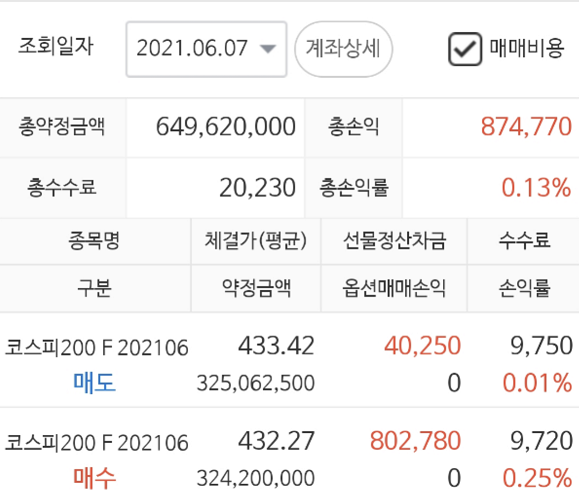 조회일자 2021.06.07 계좌상세 매매비용
총약정금액 649,620,000 총손익 874,770
총수수료 20,230 총손익률 0.13%
종목명 체결가(평균) 선물정산차금 수수료
구분 약정금액 옵션매매손익 손익률
코스피200 F 202106 433.42 40,250 9,750
매도 325,062,500 0 0.01%
코스피200 F 202106 432.27 802,780 9,720
매수 324,200,000 0 0.25%